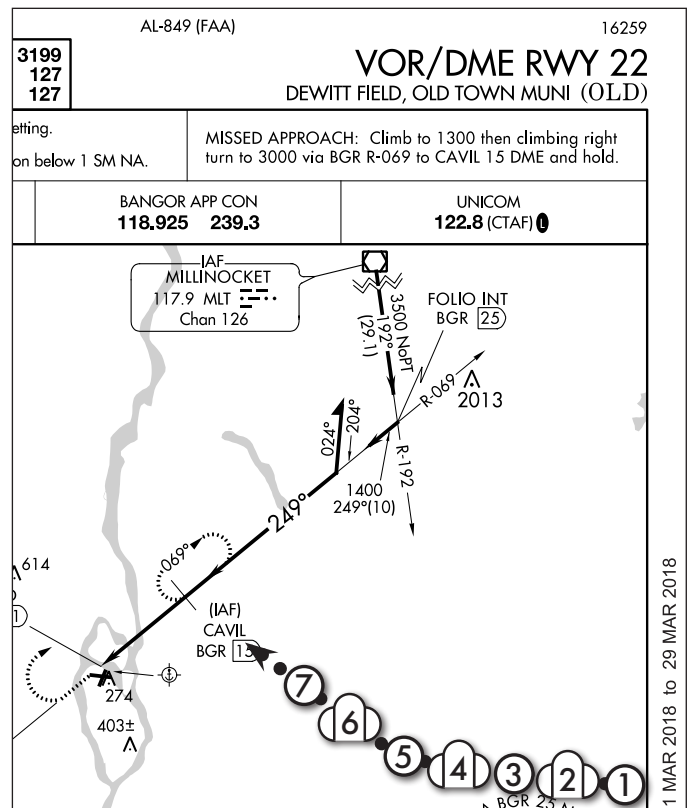 AL-849 (FAA)
16259
3199
127
127
VOR/DME RWY 22
DEWITT FIELD, OLD TOWN MUNI (OLD)
etting.
on below 1 SM NA.
MISSED APPROACH: Climb to 1300 then climbing right
turn to 3000 via BGR R-069 to CAVIL 15 DME and hold.
BANGOR APP CON
118.925 239.3
UNICOM
122.8 (CTAF) L
IAF
MILLINOCKET
117.9 MLT
Chan 126
3500 NoPT
192°
(29.1)
FOLIO INT
BGR 25
R-069
2013
024°
204°
R-192
1400
249°(10)
249°
069°
614
1
(IAF)
CAVIL
BGR 15
274
403±
7
6
5
4
3
2
1
BGR 25
1 MAR 2018 to 29 MAR 2018